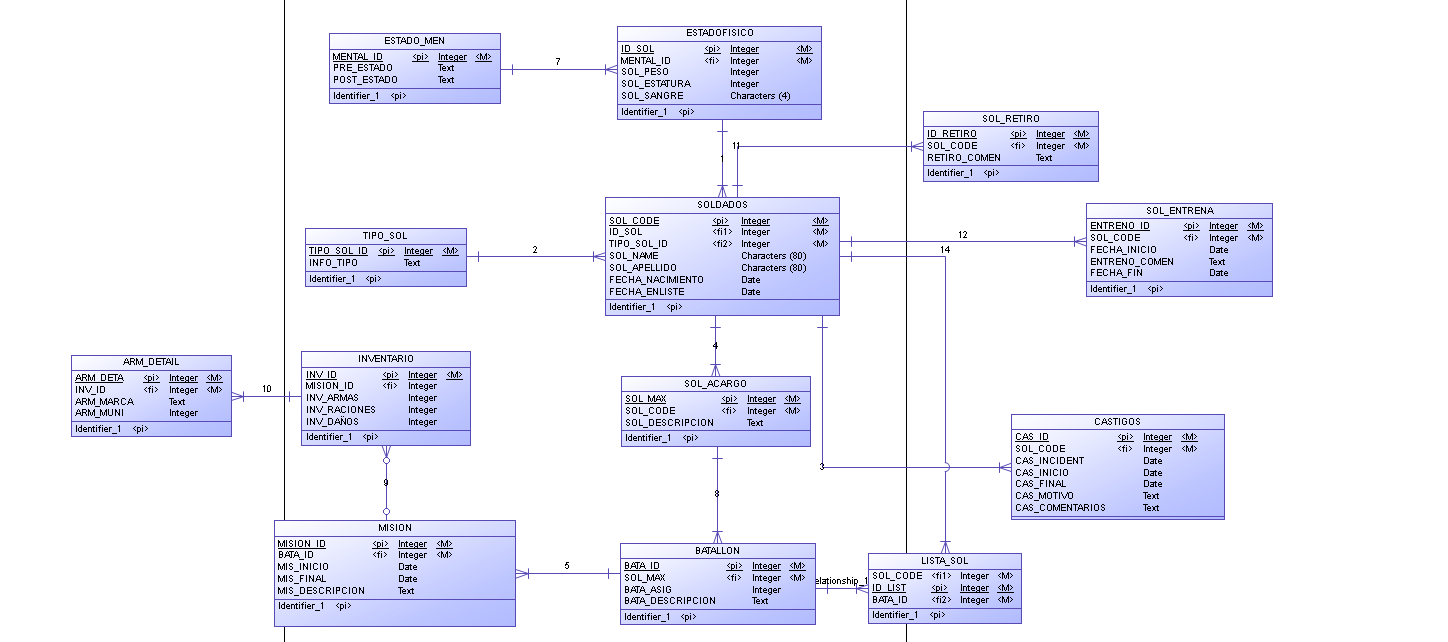 ESTADO_MEN
MENTAL_ID <pi> Integer <M>
PRE_ESTADO Text
POST_ESTADO Text
Identifier_1 <pi>
7
ESTADOFISICO
ID_SOL <pi> Integer <M>
MENTAL_ID <fi> Integer <M>
SOL_PESO Integer
SOL_ESTATURA Integer
SOL_SANGRE Characters (4)
Identifier_1 <pi>
1
11
SOL_RETIRO
ID_RETIRO <pi> Integer <M>
SOL_CODE <fi> Integer <M>
RETIRO_COMEN Text
Identifier_1 <pi>
TIPO_SOL
TIPO_SOL_ID <pi> Integer <M>
INFO_TIPO Text
Identifier_1 <pi>
2
SOLDADOS
SOL_CODE <pi> Integer <M>
ID_SOL <fi1> Integer <M>
TIPO_SOL_ID <fi2> Integer <M>
SOL_NAME Characters (80)
SOL_APELLIDO Characters (80)
FECHA_NACIMIENTO Date
FECHA_ENLISTE Date
Identifier_1 <pi>
12
14
SOL_ENTRENA
ENTRENO_ID <pi> Integer <M>
SOL_CODE <fi> Integer <M>
FECHA_INICIO Date
ENTRENO_COMEN Text
FECHA_FIN Date
Identifier_1 <pi>
ARM_DETAIL
ARM_DETA <pi> Integer <M>
INV_ID <fi> Integer <M>
ARM_MARCA Text
ARM_MUNI Integer
Identifier_1 <pi>
10
INVENTARIO
INV_ID <pi> Integer <M>
MISION_ID <fi> Integer
INV_ARMAS Integer
INV_RACIONES Integer
INV_DAÑOS Integer
Identifier_1 <pi>
4
SOL_ACARGO
SOL_MAX <pi> Integer <M>
SOL_CODE <fi> Integer <M>
SOL_DESCRIPCION Text
Identifier_1 <pi>
3
CASTIGOS
CAS_ID <pi> Integer <M>
SOL_CODE <fi> Integer <M>
CAS_INCIDENT Date
CAS_INICIO Date
CAS_FINAL Date
CAS_MOTIVO Text
CAS_COMENTARIOS Text
9
8
MISION
MISION_ID <pi> Integer <M>
BATA_ID <fi> Integer <M>
MIS_INICIO Date
MIS_FINAL Date
MIS_DESCRIPCION Text
Identifier_1 <pi>
5
BATALLON
BATA_ID <pi> Integer <M>
SOL_MAX <fi> Integer <M>
BATA_ASIG Integer
BATA_DESCRIPCION Text
Identifier_1 <pi>
elationship_1
LISTA_SOL
SOL_CODE <fi1> Integer <M>
ID_LIST <pi> Integer <M>
BATA_ID <fi2> Integer <M>
Identifier_1 <pi>